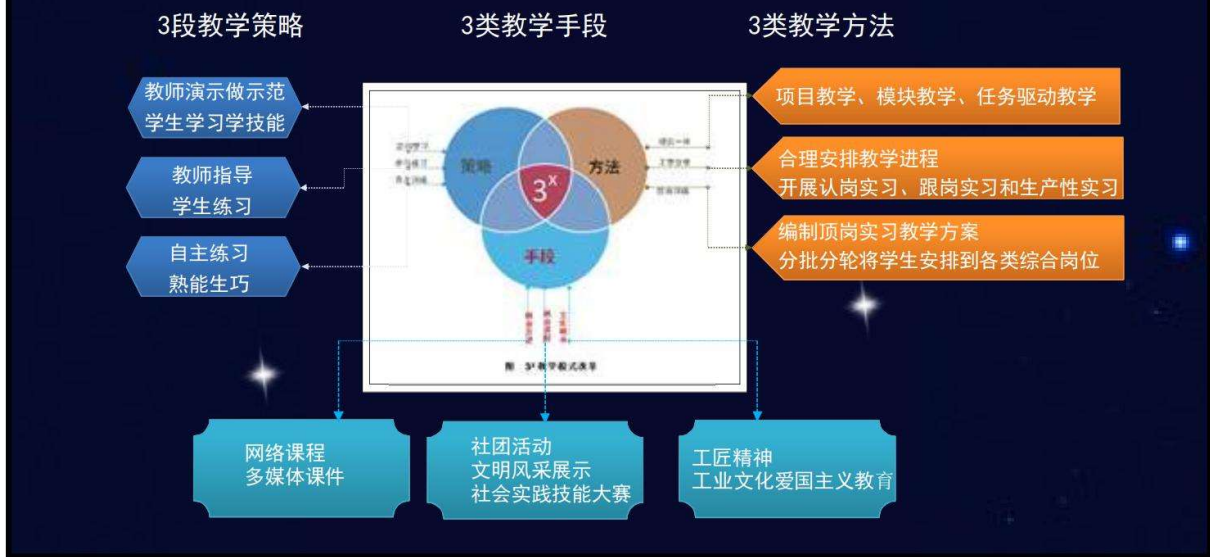 3段教学策略
3类教学手段
3类教学方法
教师演示做示范
学生学习学技能
教师指导
学生练习
自主练习
熟能生巧
策略
方法
3^x
手段
项目教学、模块教学、任务驱动教学
合理安排教学进程
开展认岗实习、跟岗实习和生产性实习
编制顶岗实习教学方案
分批分轮将学生安排到各类综合岗位
图 3ˣ 教学模式改革
网络课程
多媒体课件
社团活动
文明风采展示
社会实践技能大赛
工匠精神
工业文化爱国主义教育